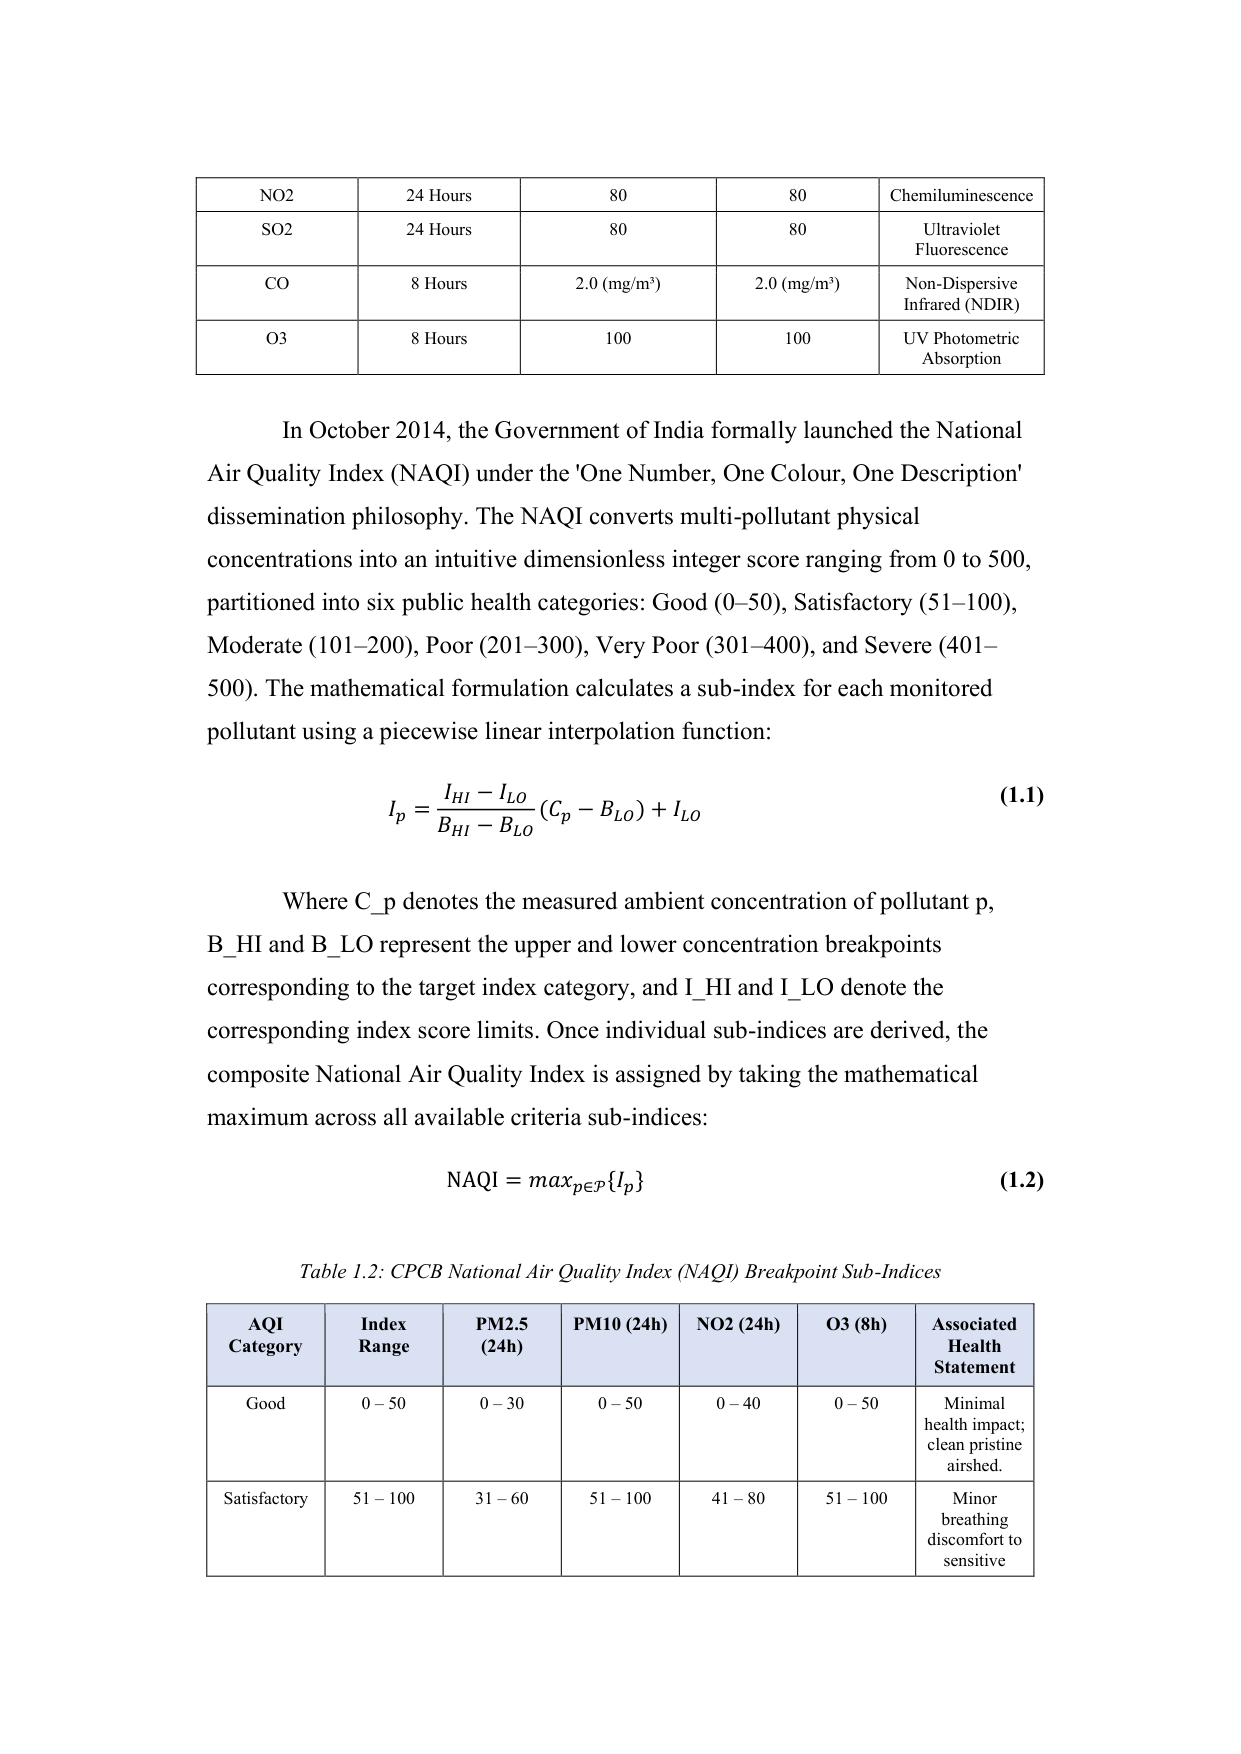 NO2 24 Hours 80 80 Chemiluminescence
SO2 24 Hours 80 80 Ultraviolet
Fluorescence
CO 8 Hours 2.0 (mg/m³) 2.0 (mg/m³) Non-Dispersive
Infrared (NDIR)
O3 8 Hours 100 100 UV Photometric
Absorption
In October 2014, the Government of India formally launched the National
Air Quality Index (NAQI) under the 'One Number, One Colour, One Description'
dissemination philosophy. The NAQI converts multi-pollutant physical
concentrations into an intuitive dimensionless integer score ranging from 0 to 500,
partitioned into six public health categories: Good (0–50), Satisfactory (51–100),
Moderate (101–200), Poor (201–300), Very Poor (301–400), and Severe (401–
500). The mathematical formulation calculates a sub-index for each monitored
pollutant using a piecewise linear interpolation function:
I_p = (I_HI − I_LO)/(B_HI − B_LO) (C_p − B_LO) + I_LO (1.1)
Where C_p denotes the measured ambient concentration of pollutant p,
B_HI and B_LO represent the upper and lower concentration breakpoints
corresponding to the target index category, and I_HI and I_LO denote the
corresponding index score limits. Once individual sub-indices are derived, the
composite National Air Quality Index is assigned by taking the mathematical
maximum across all available criteria sub-indices:
NAQI = max_{p∈𝒫}{I_p} (1.2)
Table 1.2: CPCB National Air Quality Index (NAQI) Breakpoint Sub-Indices
AQI Index PM2.5 PM10 (24h) NO2 (24h) O3 (8h) Associated
Category Range (24h) Health
Statement
Good 0 – 50 0 – 30 0 – 50 0 – 40 0 – 50 Minimal
health impact;
clean pristine
airshed.
Satisfactory 51 – 100 31 – 60 51 – 100 41 – 80 51 – 100 Minor
breathing
discomfort to
sensitive